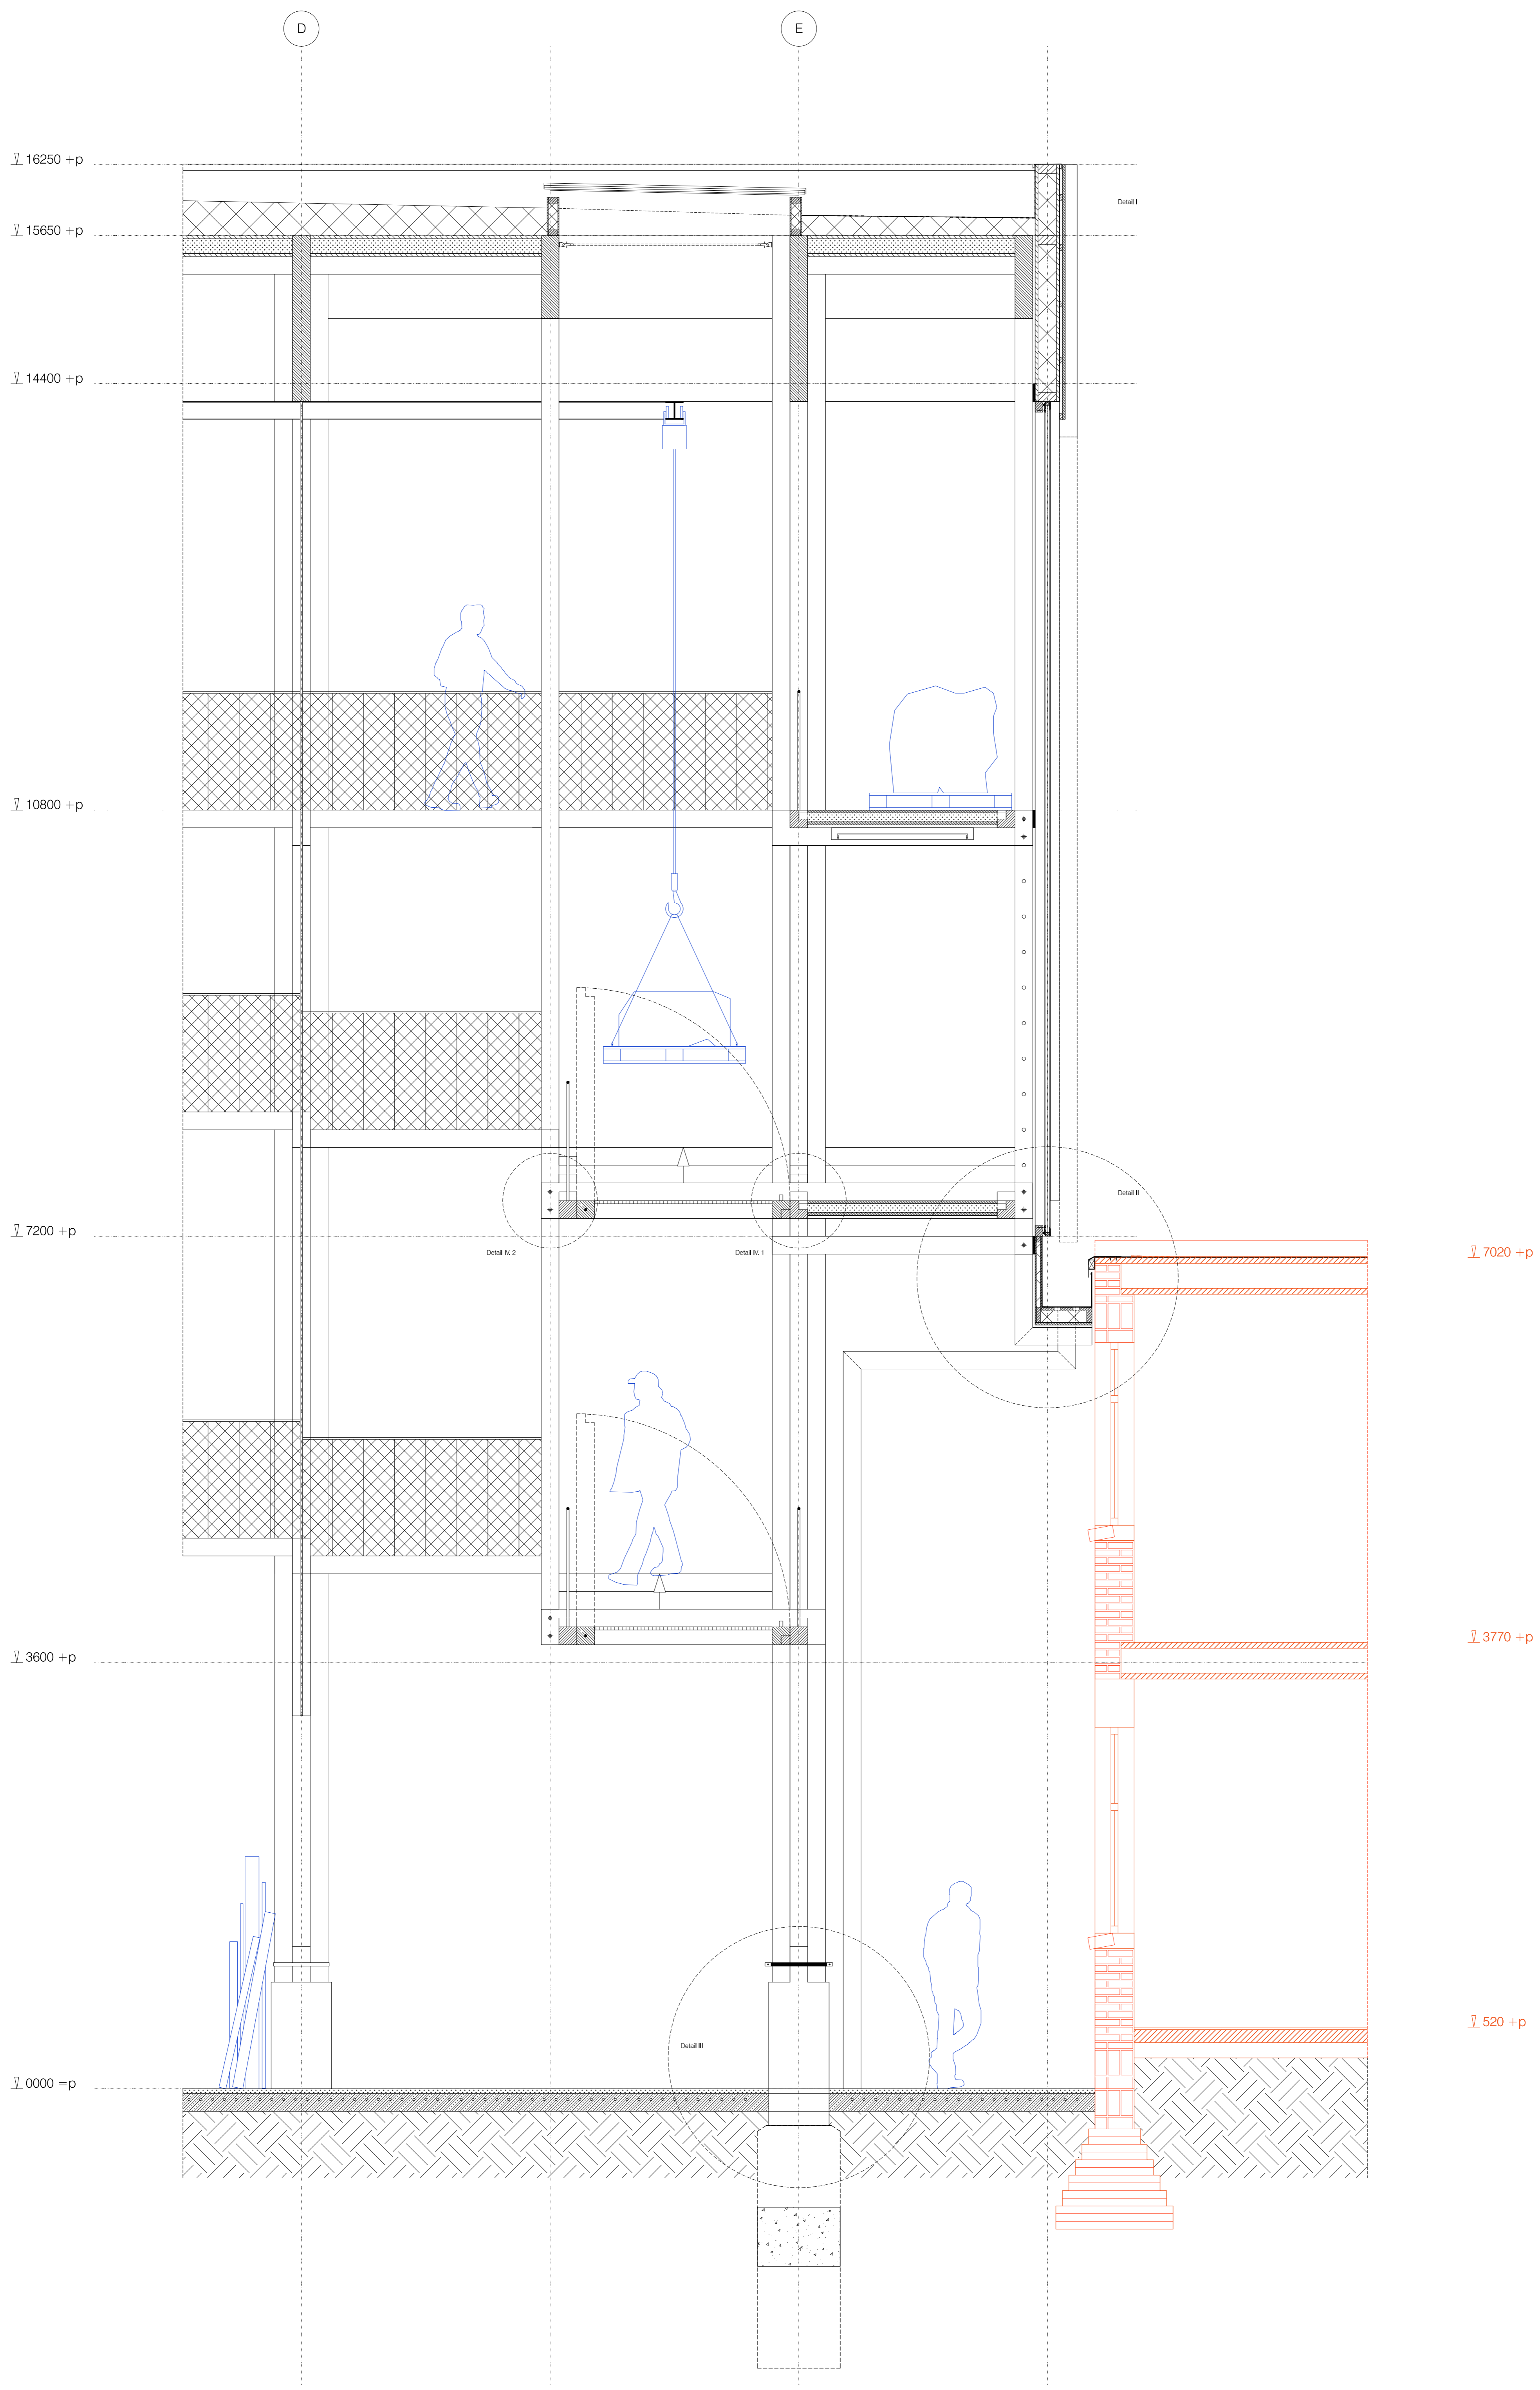 D
E
16250 +p
Detail I
15650 +p
14400 +p
10800 +p
Detail II
7200 +p
Detail IV. 2
Detail IV. 1
7020 +p
3770 +p
3600 +p
520 +p
Detail III
0000 =p